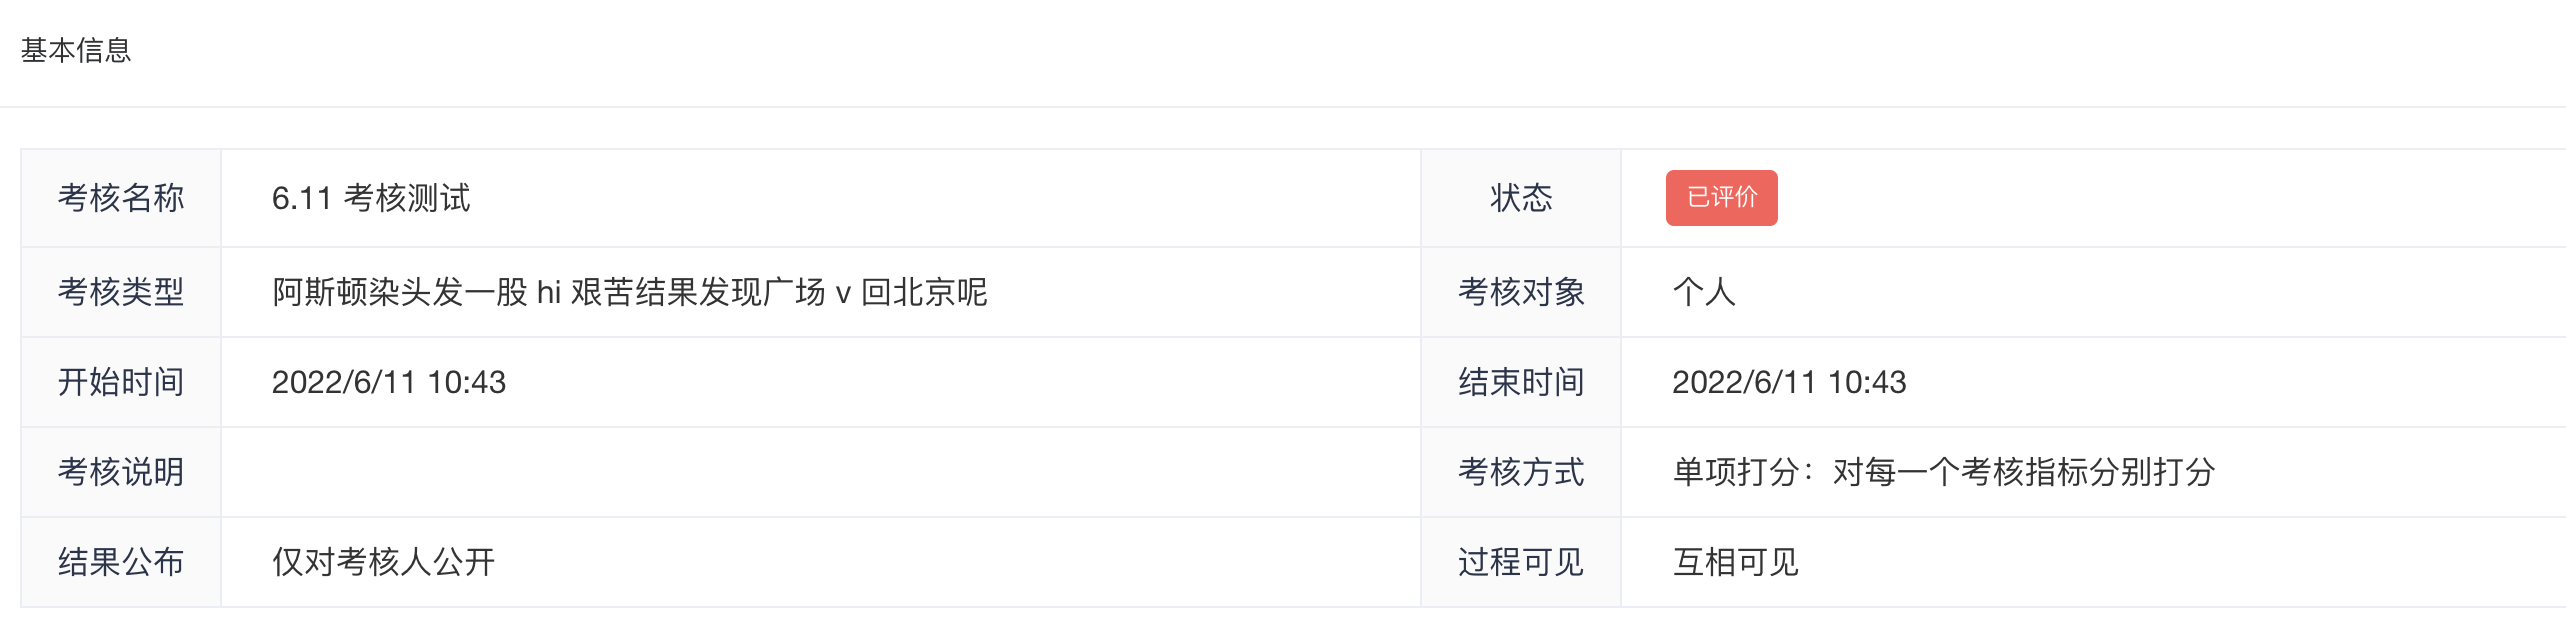 基本信息
考核名称 6.11 考核测试 状态 已评价
考核类型 阿斯顿染头发一股 hi 艰苦结果发现广场 v 回北京呢 考核对象 个人
开始时间 2022/6/11 10:43 结束时间 2022/6/11 10:43
考核说明 考核方式 单项打分：对每一个考核指标分别打分
结果公布 仅对考核人公开 过程可见 互相可见